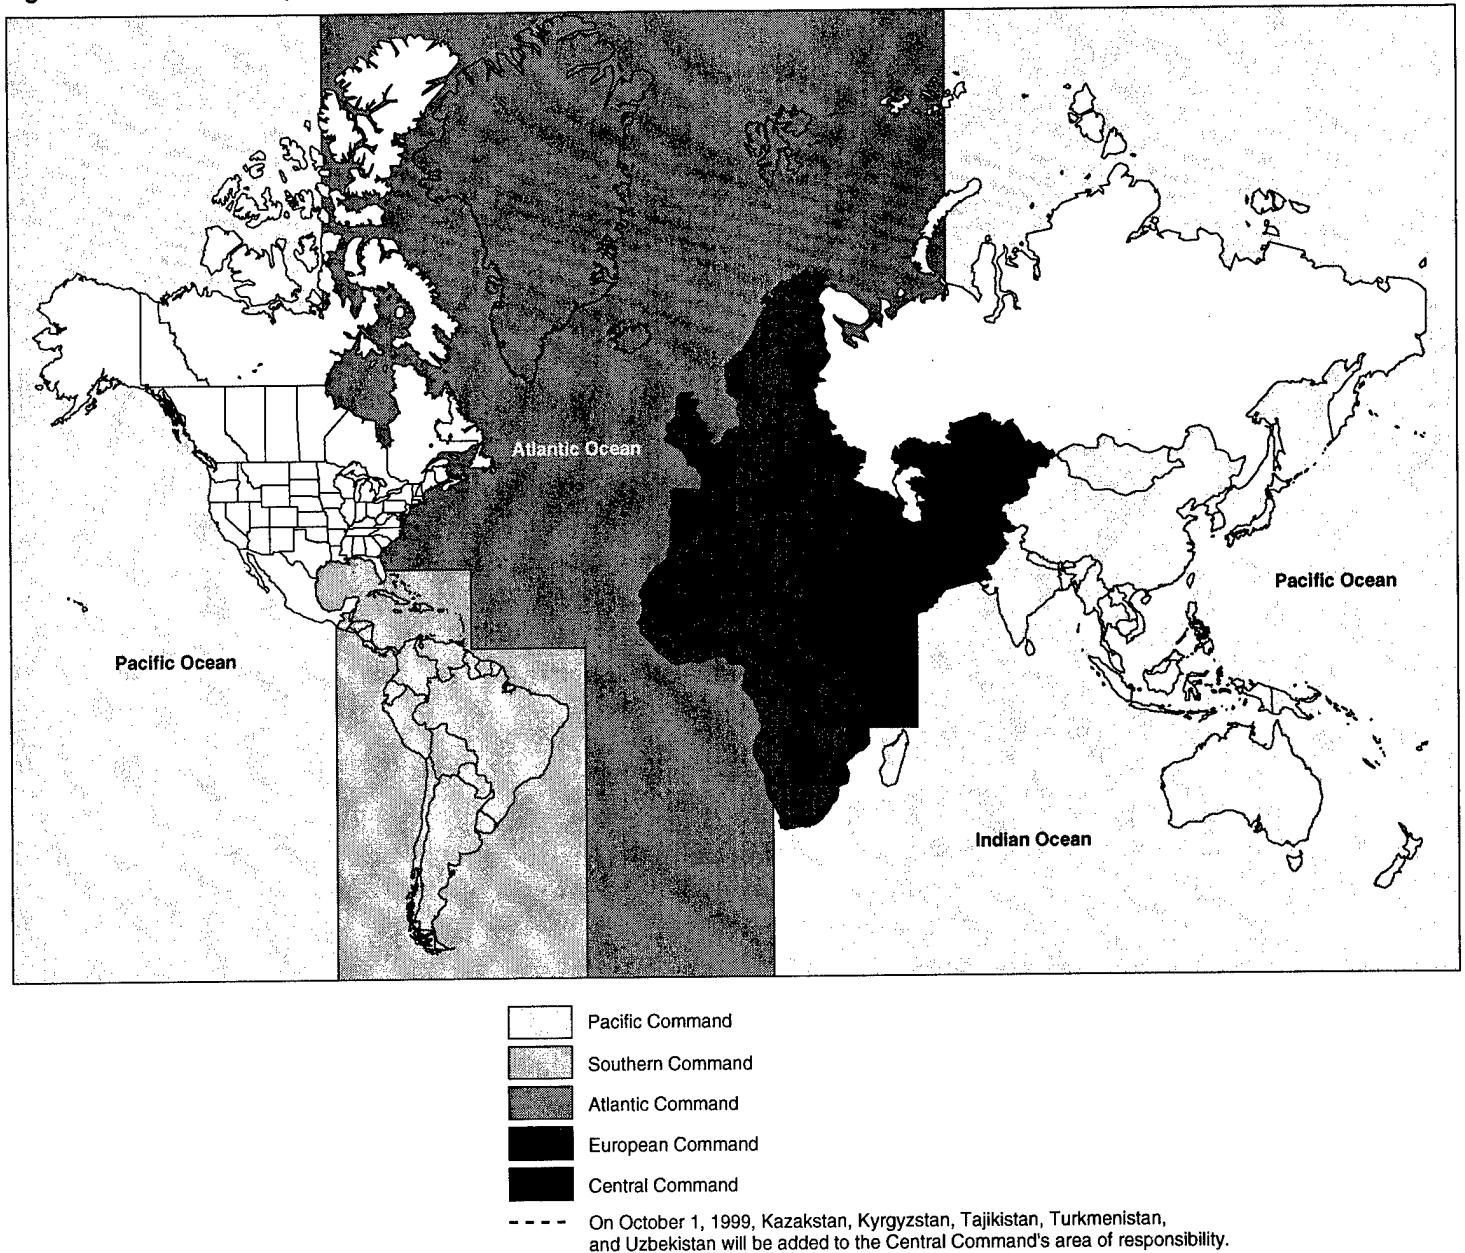 Atlantic Ocean
Pacific Ocean
Pacific Ocean
Indian Ocean
Pacific Command
Southern Command
Atlantic Command
European Command
Central Command
On October 1, 1999, Kazakstan, Kyrgyzstan, Tajikistan, Turkmenistan,
and Uzbekistan will be added to the Central Command's area of responsibility.